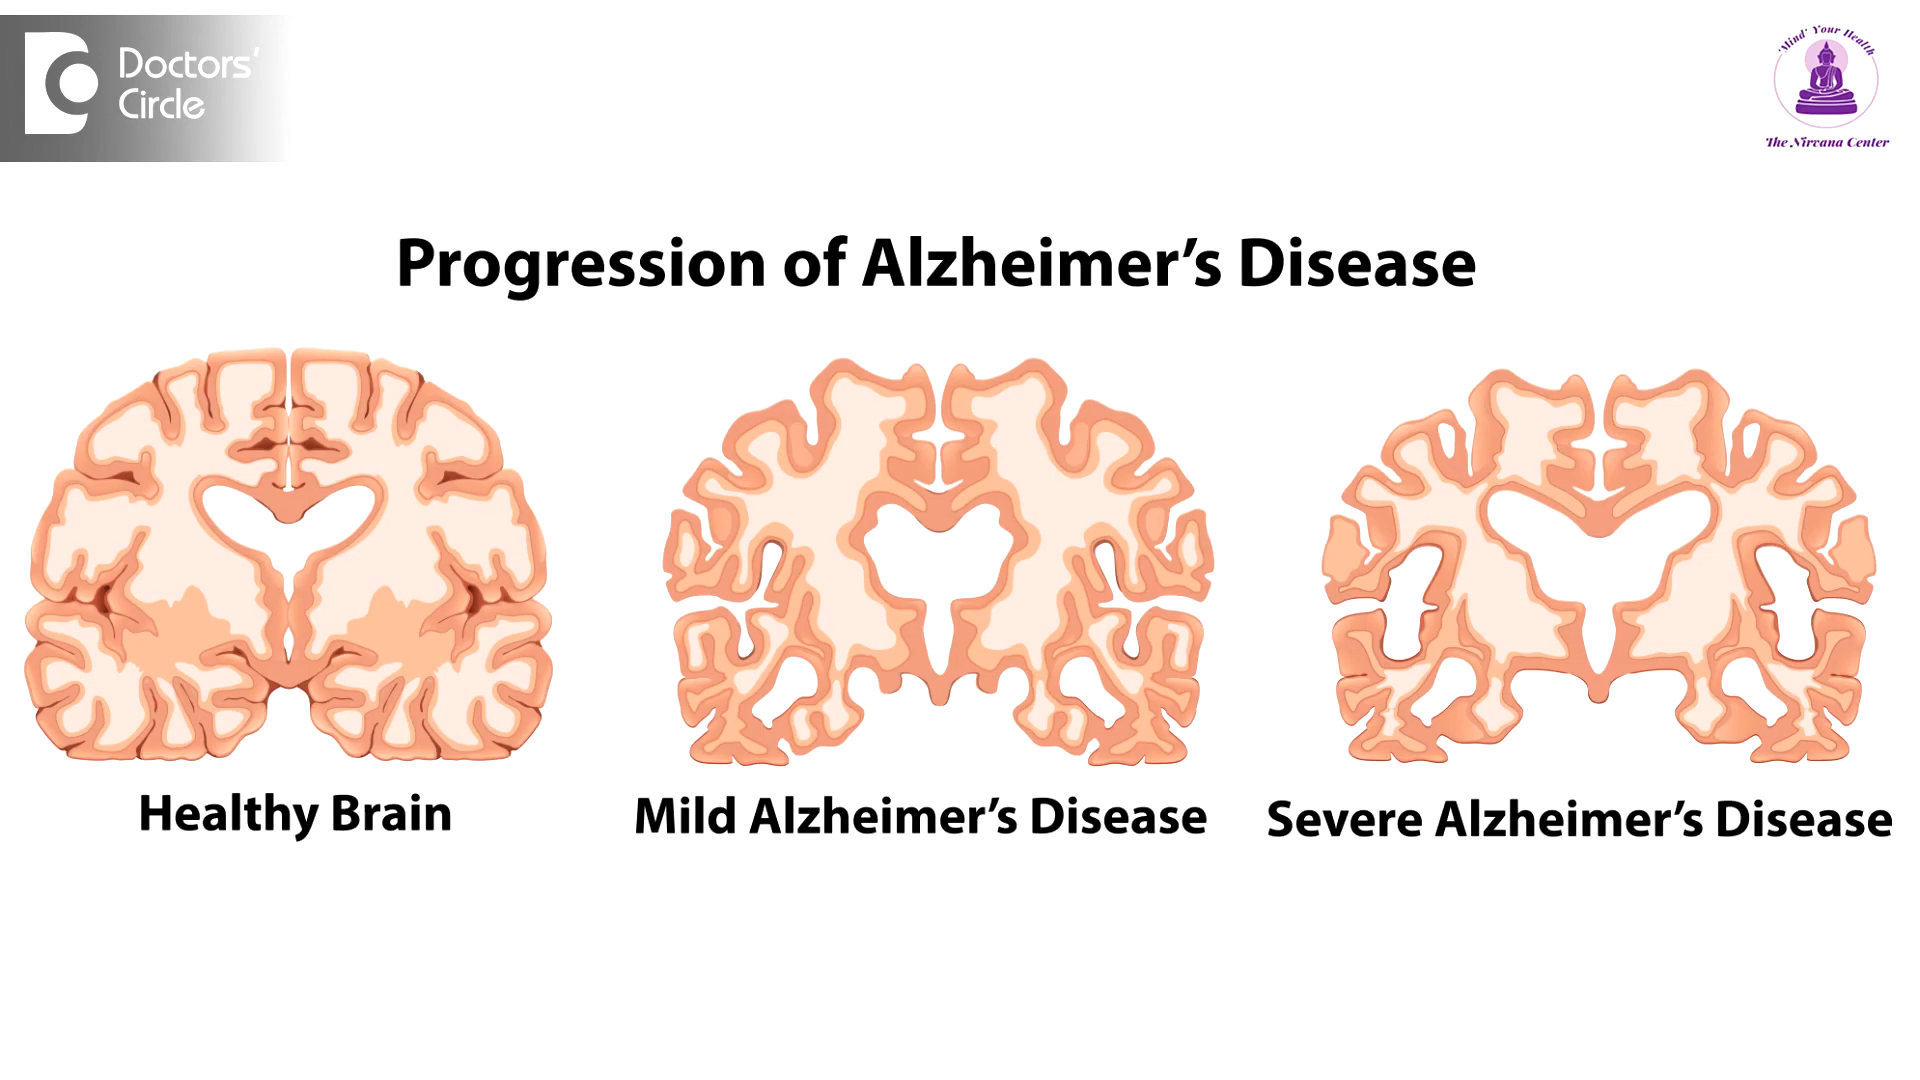 Doctors'
Circle
'Mind' Your Health
The Nirvana Center
Progression of Alzheimer’s Disease
Healthy Brain
Mild Alzheimer’s Disease
Severe Alzheimer’s Disease